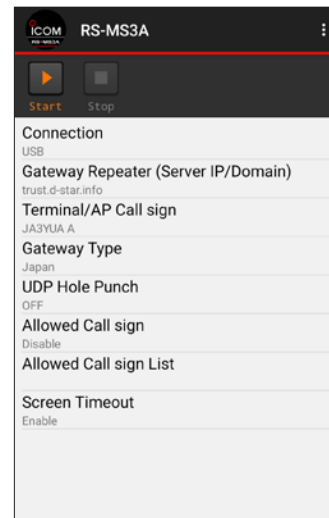 ICOM
RS-MS3A
RS-MS3A
Start Stop
Connection
USB
Gateway Repeater (Server IP/Domain)
trust.d-star.info
Terminal/AP Call sign
JA3YUA A
Gateway Type
Japan
UDP Hole Punch
OFF
Allowed Call sign
Disable
Allowed Call sign List
Screen Timeout
Enable